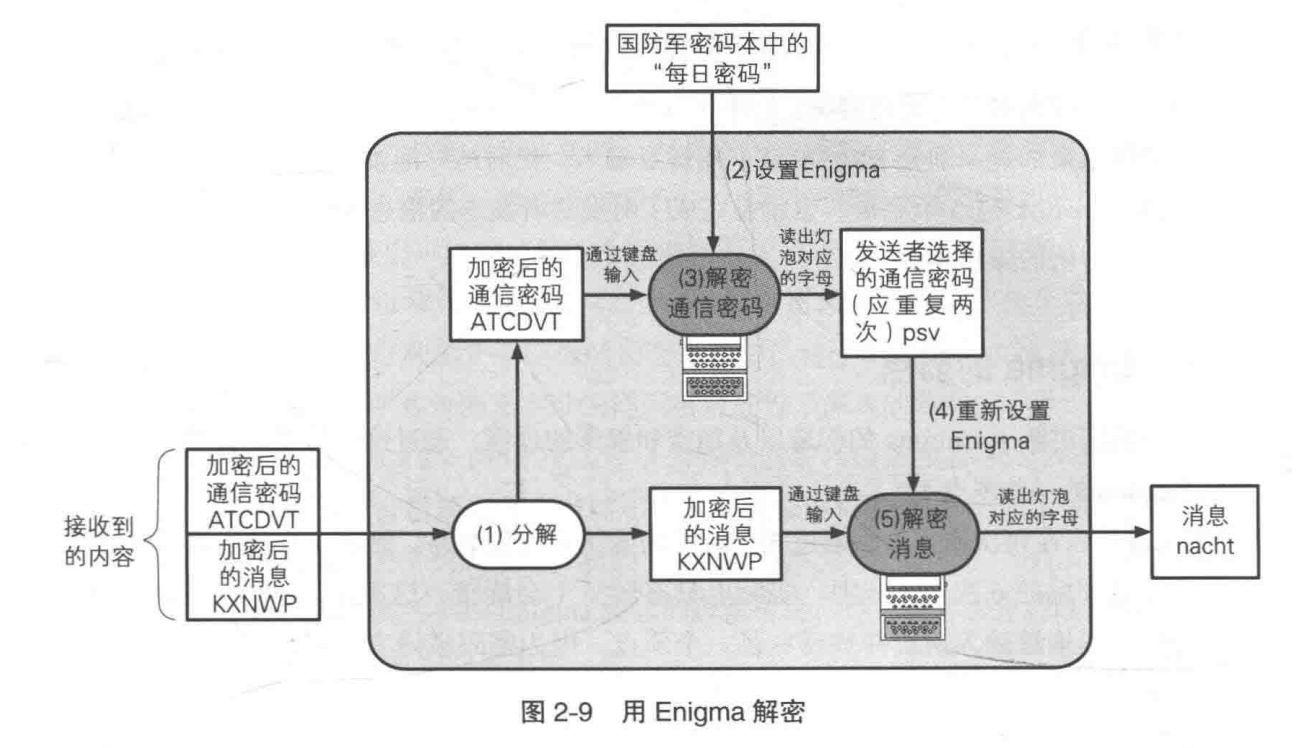 国防军密码本中的
“每日密码”
(2)设置Enigma
加密后的
通信密码
ATCDVT
通过键盘
输入
(3)解密
通信密码
读出灯
泡对应
的字母
发送者选择
的通信密码
（应重复两
次）psv
(4)重新设置
Enigma
接收到
的内容
加密后的
通信密码
ATCDVT
加密后
的消息
KXNWP
(1) 分解
加密后
的消息
KXNWP
通过键盘
输入
(5)解密
消息
读出灯泡
对应的字母
消息
nacht
图 2-9 用 Enigma 解密